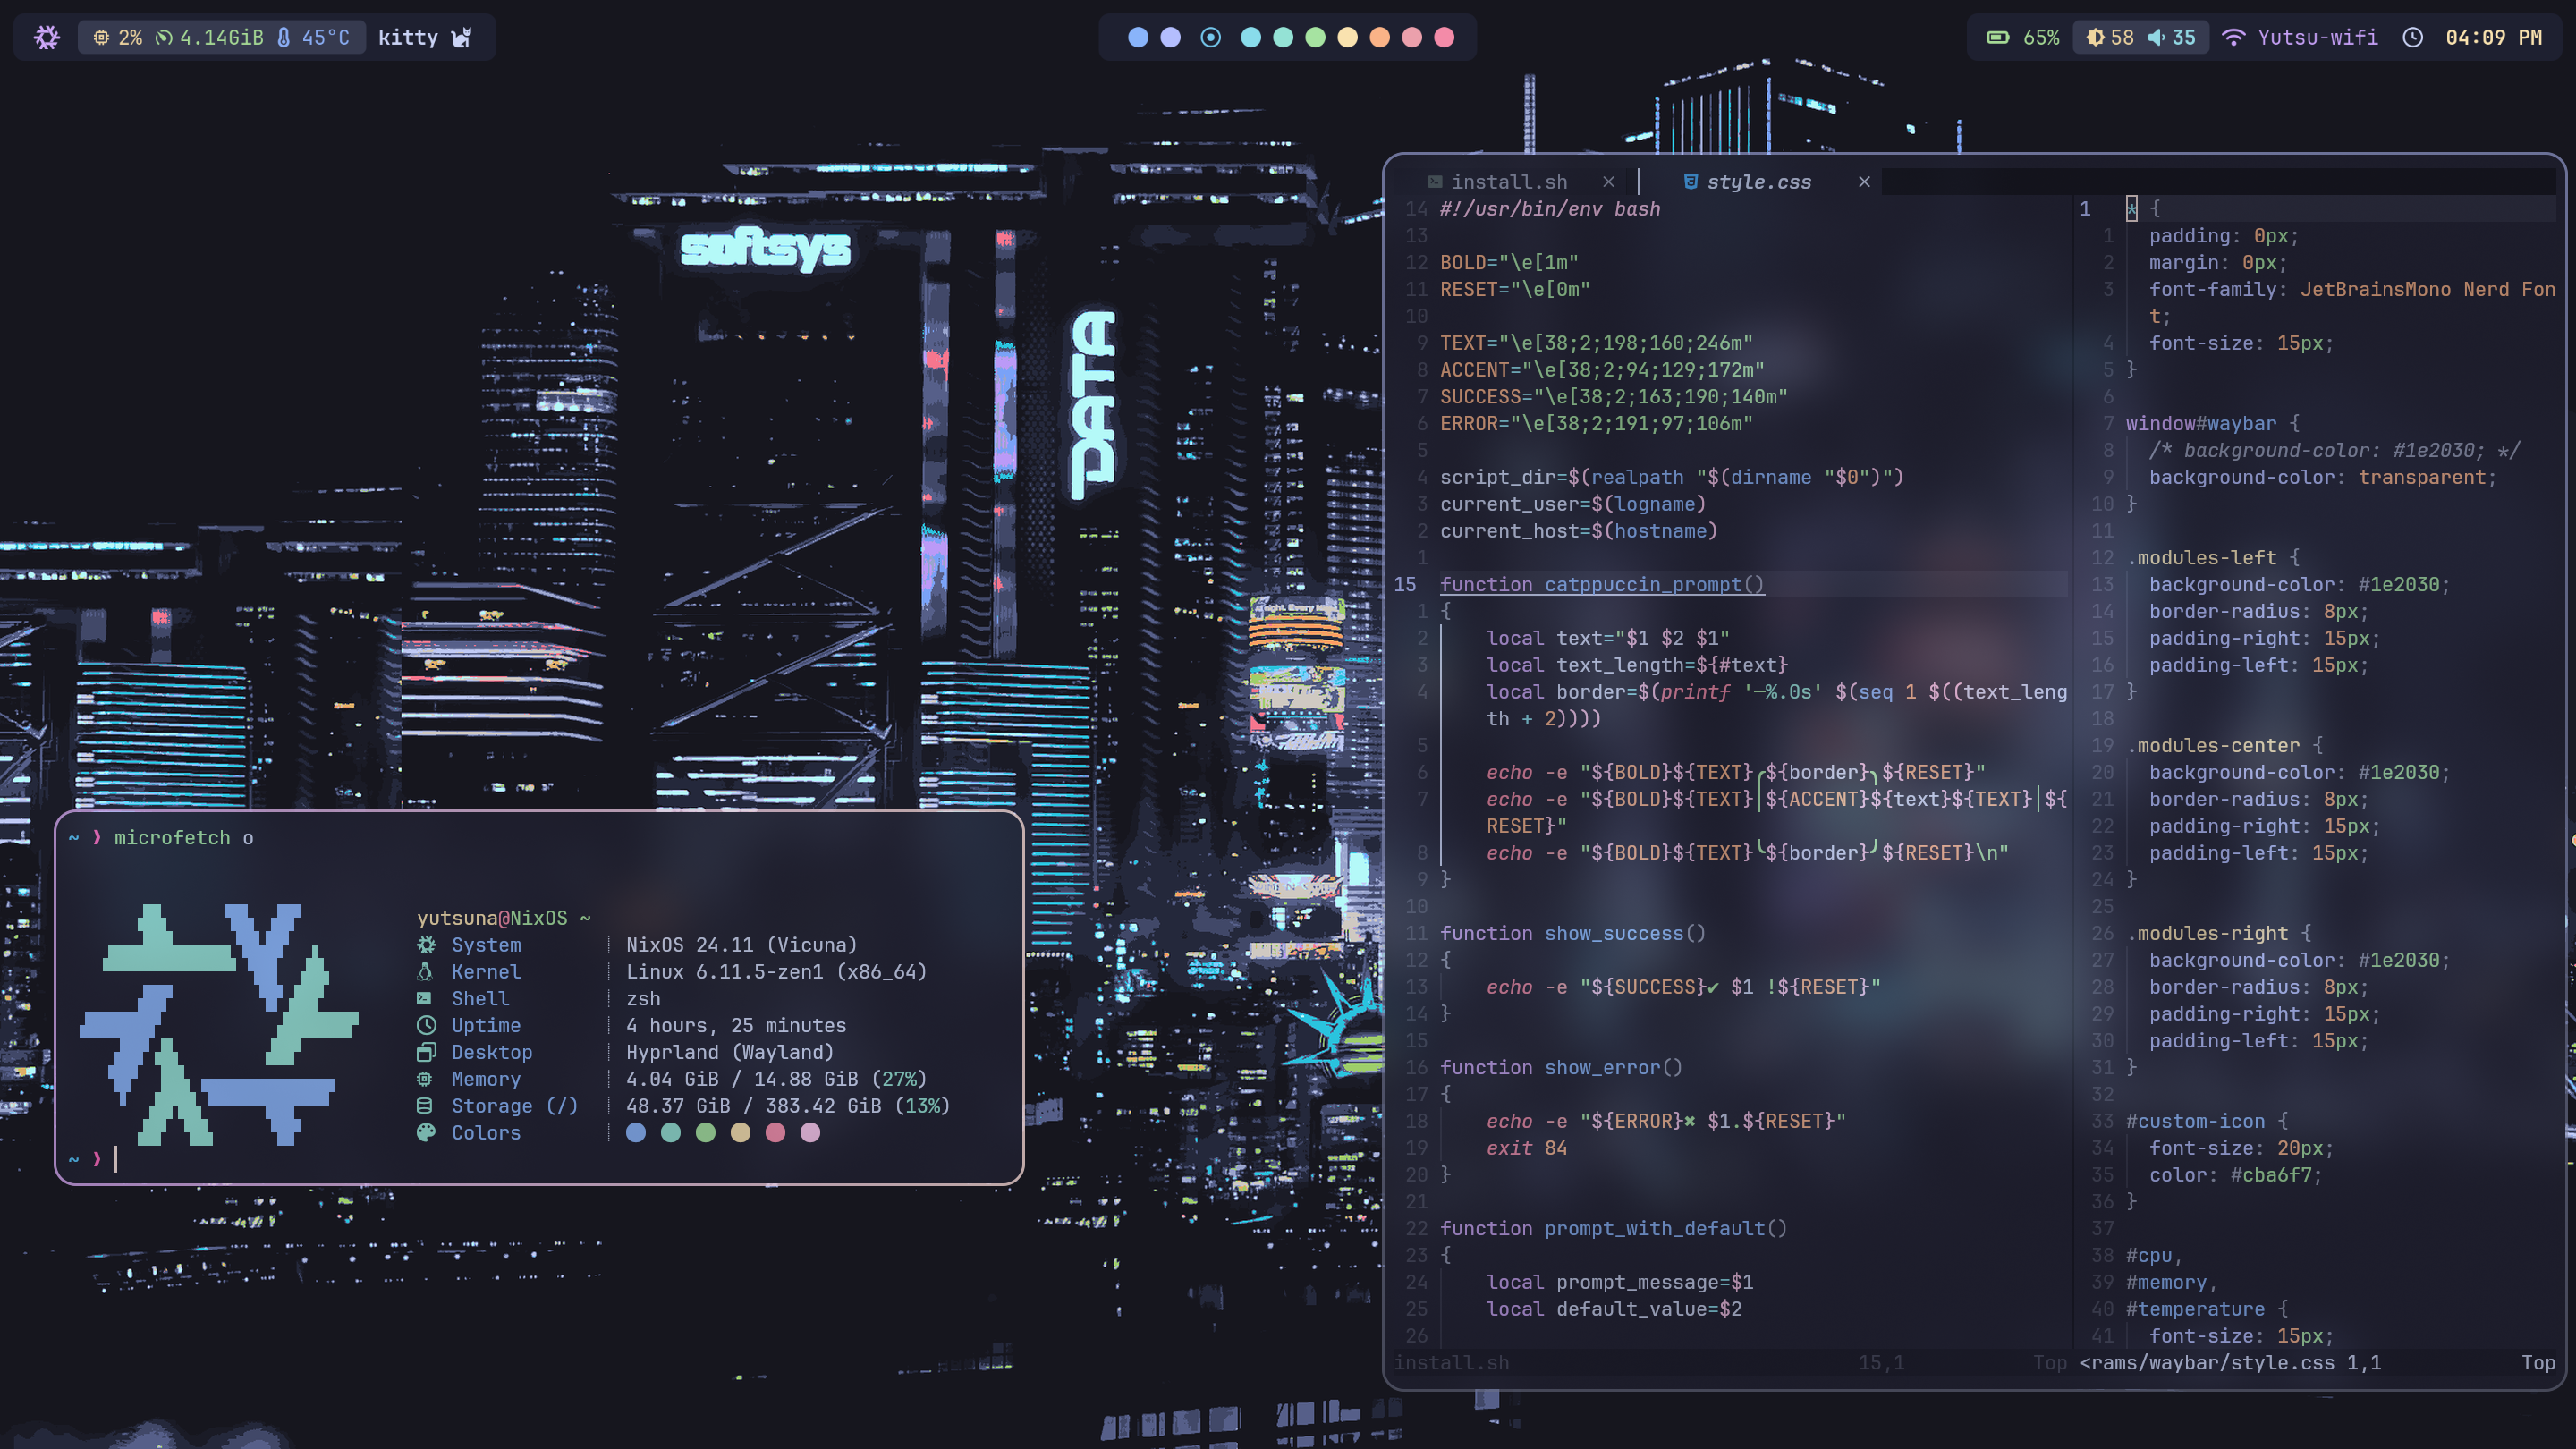 2% 4.14GiB 45°C kitty
65% 58 35 Yutsu-wifi 04:09 PM
softsys
DATA
~ ❱ microfetch o
yutsuna@NixOS ~
System NixOS 24.11 (Vicuna)
Kernel Linux 6.11.5-zen1 (x86_64)
Shell zsh
Uptime 4 hours, 25 minutes
Desktop Hyprland (Wayland)
Memory 4.04 GiB / 14.88 GiB (27%)
Storage (/) 48.37 GiB / 383.42 GiB (13%)
Colors
~ ❱
install.sh × style.css ×
14 #!/usr/bin/env bash
13
12 BOLD="\e[1m"
11 RESET="\e[0m"
10
9 TEXT="\e[38;2;198;160;246m"
8 ACCENT="\e[38;2;94;129;172m"
7 SUCCESS="\e[38;2;163;190;140m"
6 ERROR="\e[38;2;191;97;106m"
5
4 script_dir=$(realpath "$(dirname "$0")")
3 current_user=$(logname)
2 current_host=$(hostname)
1
15 function catppuccin_prompt()
1 {
2 local text="$1 $2 $1"
3 local text_length=${#text}
4 local border=$(printf '─%.0s' $(seq 1 $((text_leng
th + 2))))
5
6 echo -e "${BOLD}${TEXT}╭${border}╮${RESET}"
7 echo -e "${BOLD}${TEXT}│${ACCENT}${text}${TEXT}│${
RESET}"
8 echo -e "${BOLD}${TEXT}╰${border}╯${RESET}\n"
9 }
10
11 function show_success()
12 {
13 echo -e "${SUCCESS}✔ $1 !${RESET}"
14 }
15
16 function show_error()
17 {
18 echo -e "${ERROR}✖ $1.${RESET}"
19 exit 84
20 }
21
22 function prompt_with_default()
23 {
24 local prompt_message=$1
25 local default_value=$2
26
install.sh 15,1 Top
1 * {
1 padding: 0px;
2 margin: 0px;
3 font-family: JetBrainsMono Nerd Fon
t;
4 font-size: 15px;
5 }
6
7 window#waybar {
8 /* background-color: #1e2030; */
9 background-color: transparent;
10 }
11
12 .modules-left {
13 background-color: #1e2030;
14 border-radius: 8px;
15 padding-right: 15px;
16 padding-left: 15px;
17 }
18
19 .modules-center {
20 background-color: #1e2030;
21 border-radius: 8px;
22 padding-right: 15px;
23 padding-left: 15px;
24 }
25
26 .modules-right {
27 background-color: #1e2030;
28 border-radius: 8px;
29 padding-right: 15px;
30 padding-left: 15px;
31 }
32
33 #custom-icon {
34 font-size: 20px;
35 color: #cba6f7;
36 }
37
38 #cpu,
39 #memory,
40 #temperature {
41 font-size: 15px;
<rams/waybar/style.css 1,1 Top